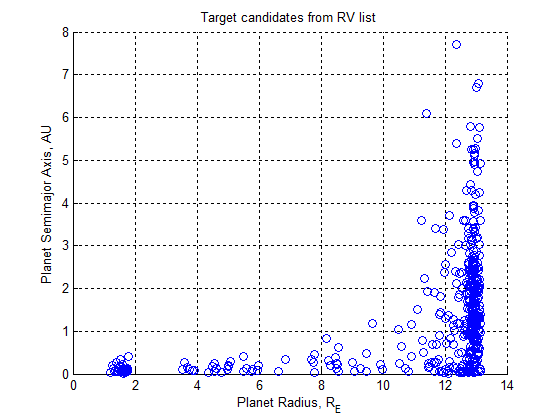 Target candidates from RV list
8
7
6
5
4
3
2
1
0
0 2 4 6 8 10 12 14
Planet Semimajor Axis, AU
Planet Radius, R_E